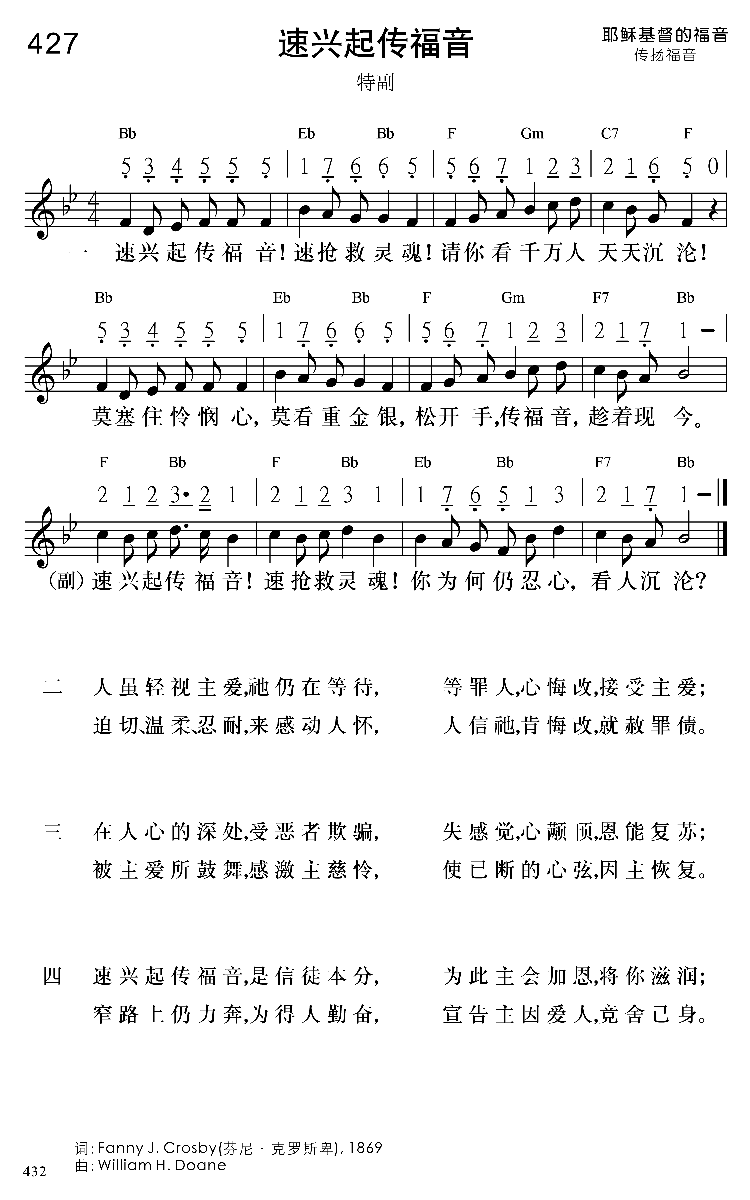 427
速兴起传福音
耶稣基督的福音
传扬福音
特副
Bb Eb Bb F Gm C7 F
5 3 4 5 5 5 | 1 7 6 6 5 | 5 6 7 1 2 3 | 2 1 6 5 0
4
4
一 速兴起传福音!速抢救灵魂!请你看千万人天天沉沦!
Bb Eb Bb F Gm F7 Bb
5 3 4 5 5 5 | 1 7 6 6 5 | 5 6 7 1 2 3 | 2 1 7 1 –
莫塞住怜悯心,莫看重金银,松开手,传福音,趁着现今。
F Bb F Bb Eb Bb F7 Bb
2 1 2 3· 2 1 | 2 1 2 3 1 | 1 7 6 5 1 3 | 2 1 7 1 –
(副)速兴起传福音!速抢救灵魂!你为何仍忍心,看人沉沦?
二 人虽轻视主爱,祂仍在等待, 等罪人,心悔改,接受主爱;
迫切、温柔、忍耐,来感动人怀, 人信祂,肯悔改,就赦罪债。
三 在人心的深处,受恶者欺骗, 失感觉,心颟顸,恩能复苏;
被主爱所鼓舞,感激主慈怜, 使已断的心弦,因主恢复。
四 速兴起传福音,是信徒本分, 为此主会加恩,将你滋润;
窄路上仍力奔,为得人勤奋, 宣告主因爱人,竟舍己身。
词: Fanny J. Crosby(芬尼·克罗斯卑), 1869
曲: William H. Doane
432